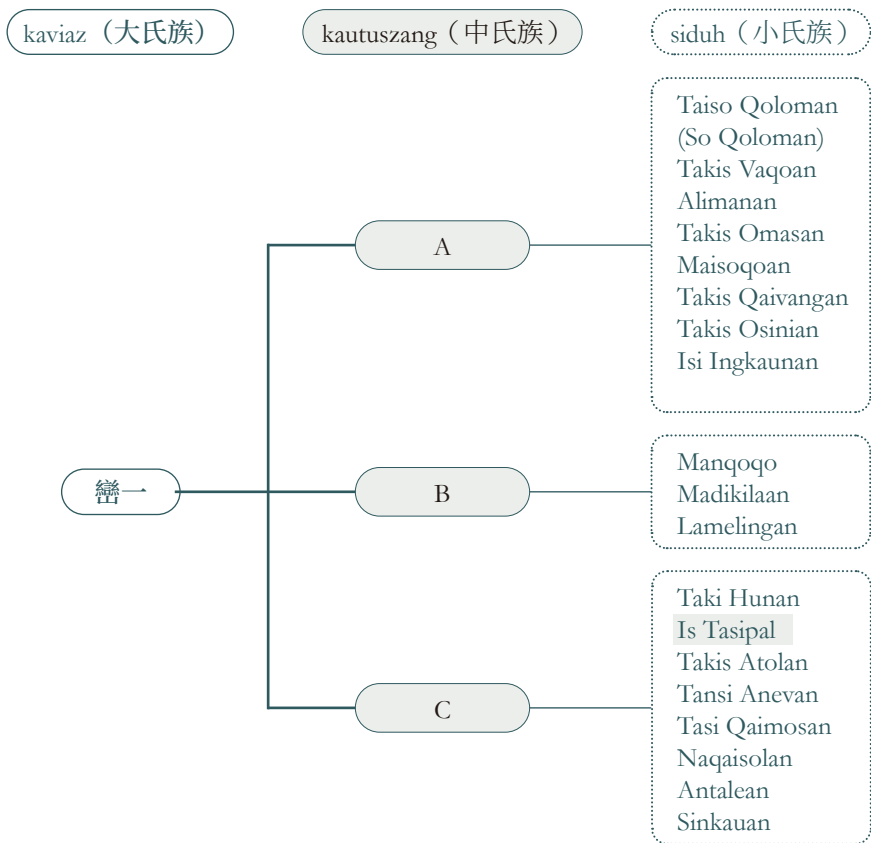 kaviaz（大氏族）
kautuszang（中氏族）
siduh（小氏族）
Taiso Qoloman
(So Qoloman)
Takis Vaqoan
Alimanan
Takis Omasan
Maisoqoan
Takis Qaivangan
Takis Osinian
Isi Ingkaunan
A
巒一
B
Manqoqo
Madikilaan
Lamelingan
C
Taki Hunan
Is Tasipal
Takis Atolan
Tansi Anevan
Tasi Qaimosan
Naqaisolan
Antalean
Sinkauan